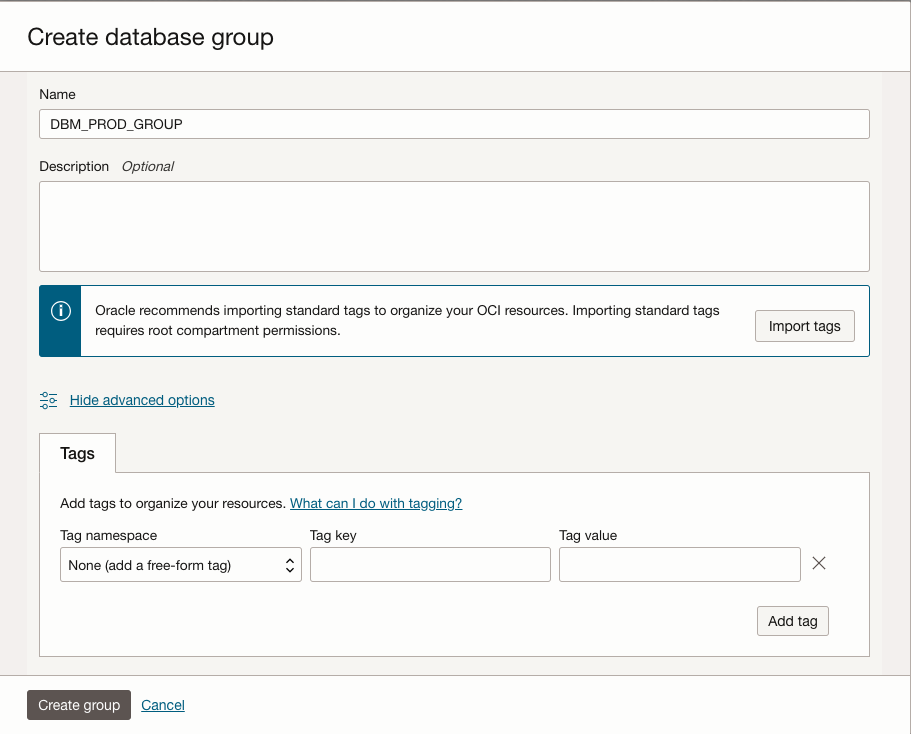 Create database group
Name
DBM_PROD_GROUP
Description Optional
Oracle recommends importing standard tags to organize your OCI resources. Importing standard tags
requires root compartment permissions.
Import tags
Hide advanced options
Tags
Add tags to organize your resources. What can I do with tagging?
Tag namespace Tag key Tag value
None (add a free-form tag)
Add tag
Create group Cancel